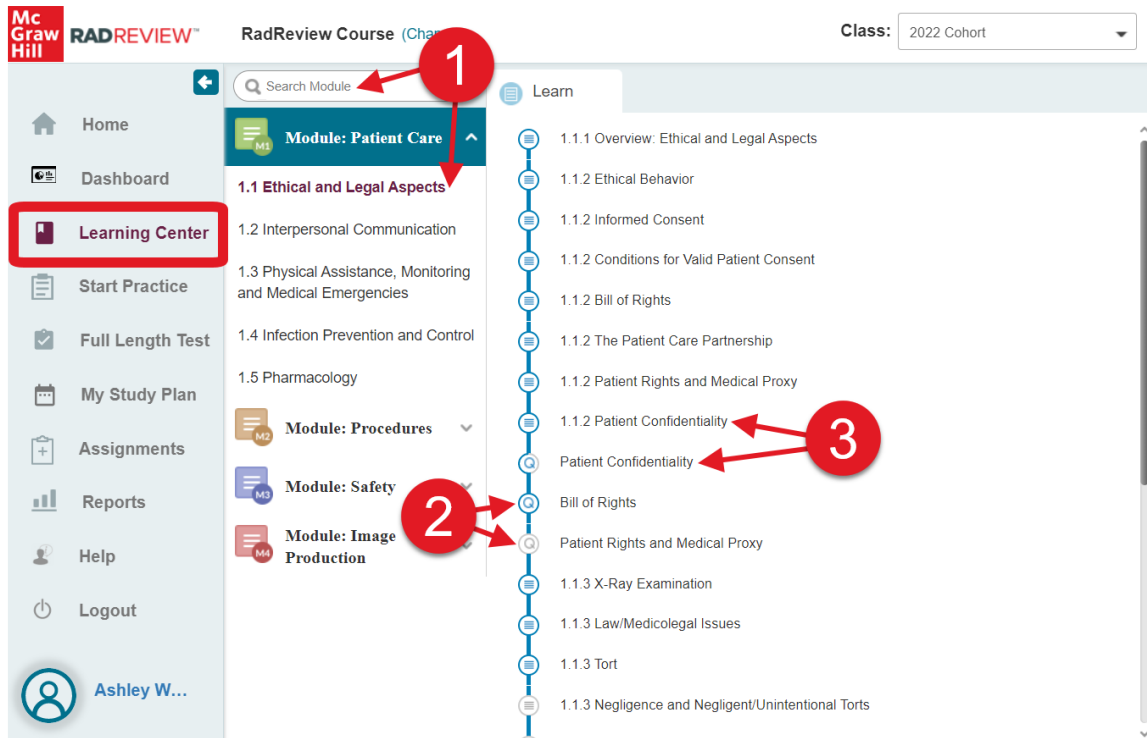 Mc
Graw
Hill
RADREVIEW™
RadReview Course (Chan
Class:
2022 Cohort
Home
Dashboard
Learning Center
Start Practice
Full Length Test
My Study Plan
Assignments
Reports
Help
Logout
Ashley W...
Search Module
1
M1
Module: Patient Care
1.1 Ethical and Legal Aspects
1.2 Interpersonal Communication
1.3 Physical Assistance, Monitoring
and Medical Emergencies
1.4 Infection Prevention and Control
1.5 Pharmacology
M2
Module: Procedures
M3
Module: Safety
M4
Module: Image
Production
2
Learn
1.1.1 Overview: Ethical and Legal Aspects
1.1.2 Ethical Behavior
1.1.2 Informed Consent
1.1.2 Conditions for Valid Patient Consent
1.1.2 Bill of Rights
1.1.2 The Patient Care Partnership
1.1.2 Patient Rights and Medical Proxy
1.1.2 Patient Confidentiality
3
Q Patient Confidentiality
Q Bill of Rights
Q Patient Rights and Medical Proxy
1.1.3 X-Ray Examination
1.1.3 Law/Medicolegal Issues
1.1.3 Tort
1.1.3 Negligence and Negligent/Unintentional Torts